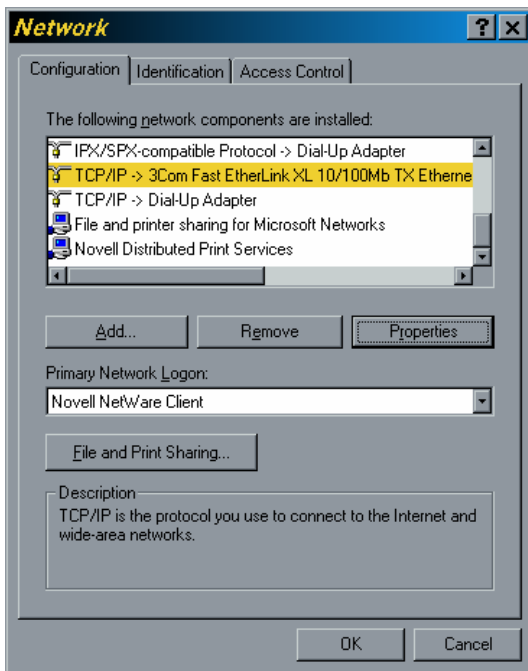 Network
Configuration Identification Access Control
The following network components are installed:
IPX/SPX-compatible Protocol -> Dial-Up Adapter
TCP/IP -> 3Com Fast EtherLink XL 10/100Mb TX Etherne
TCP/IP -> Dial-Up Adapter
File and printer sharing for Microsoft Networks
Novell Distributed Print Services
Add... Remove Properties
Primary Network Logon:
Novell NetWare Client
File and Print Sharing...
Description
TCP/IP is the protocol you use to connect to the Internet and
wide-area networks.
OK Cancel